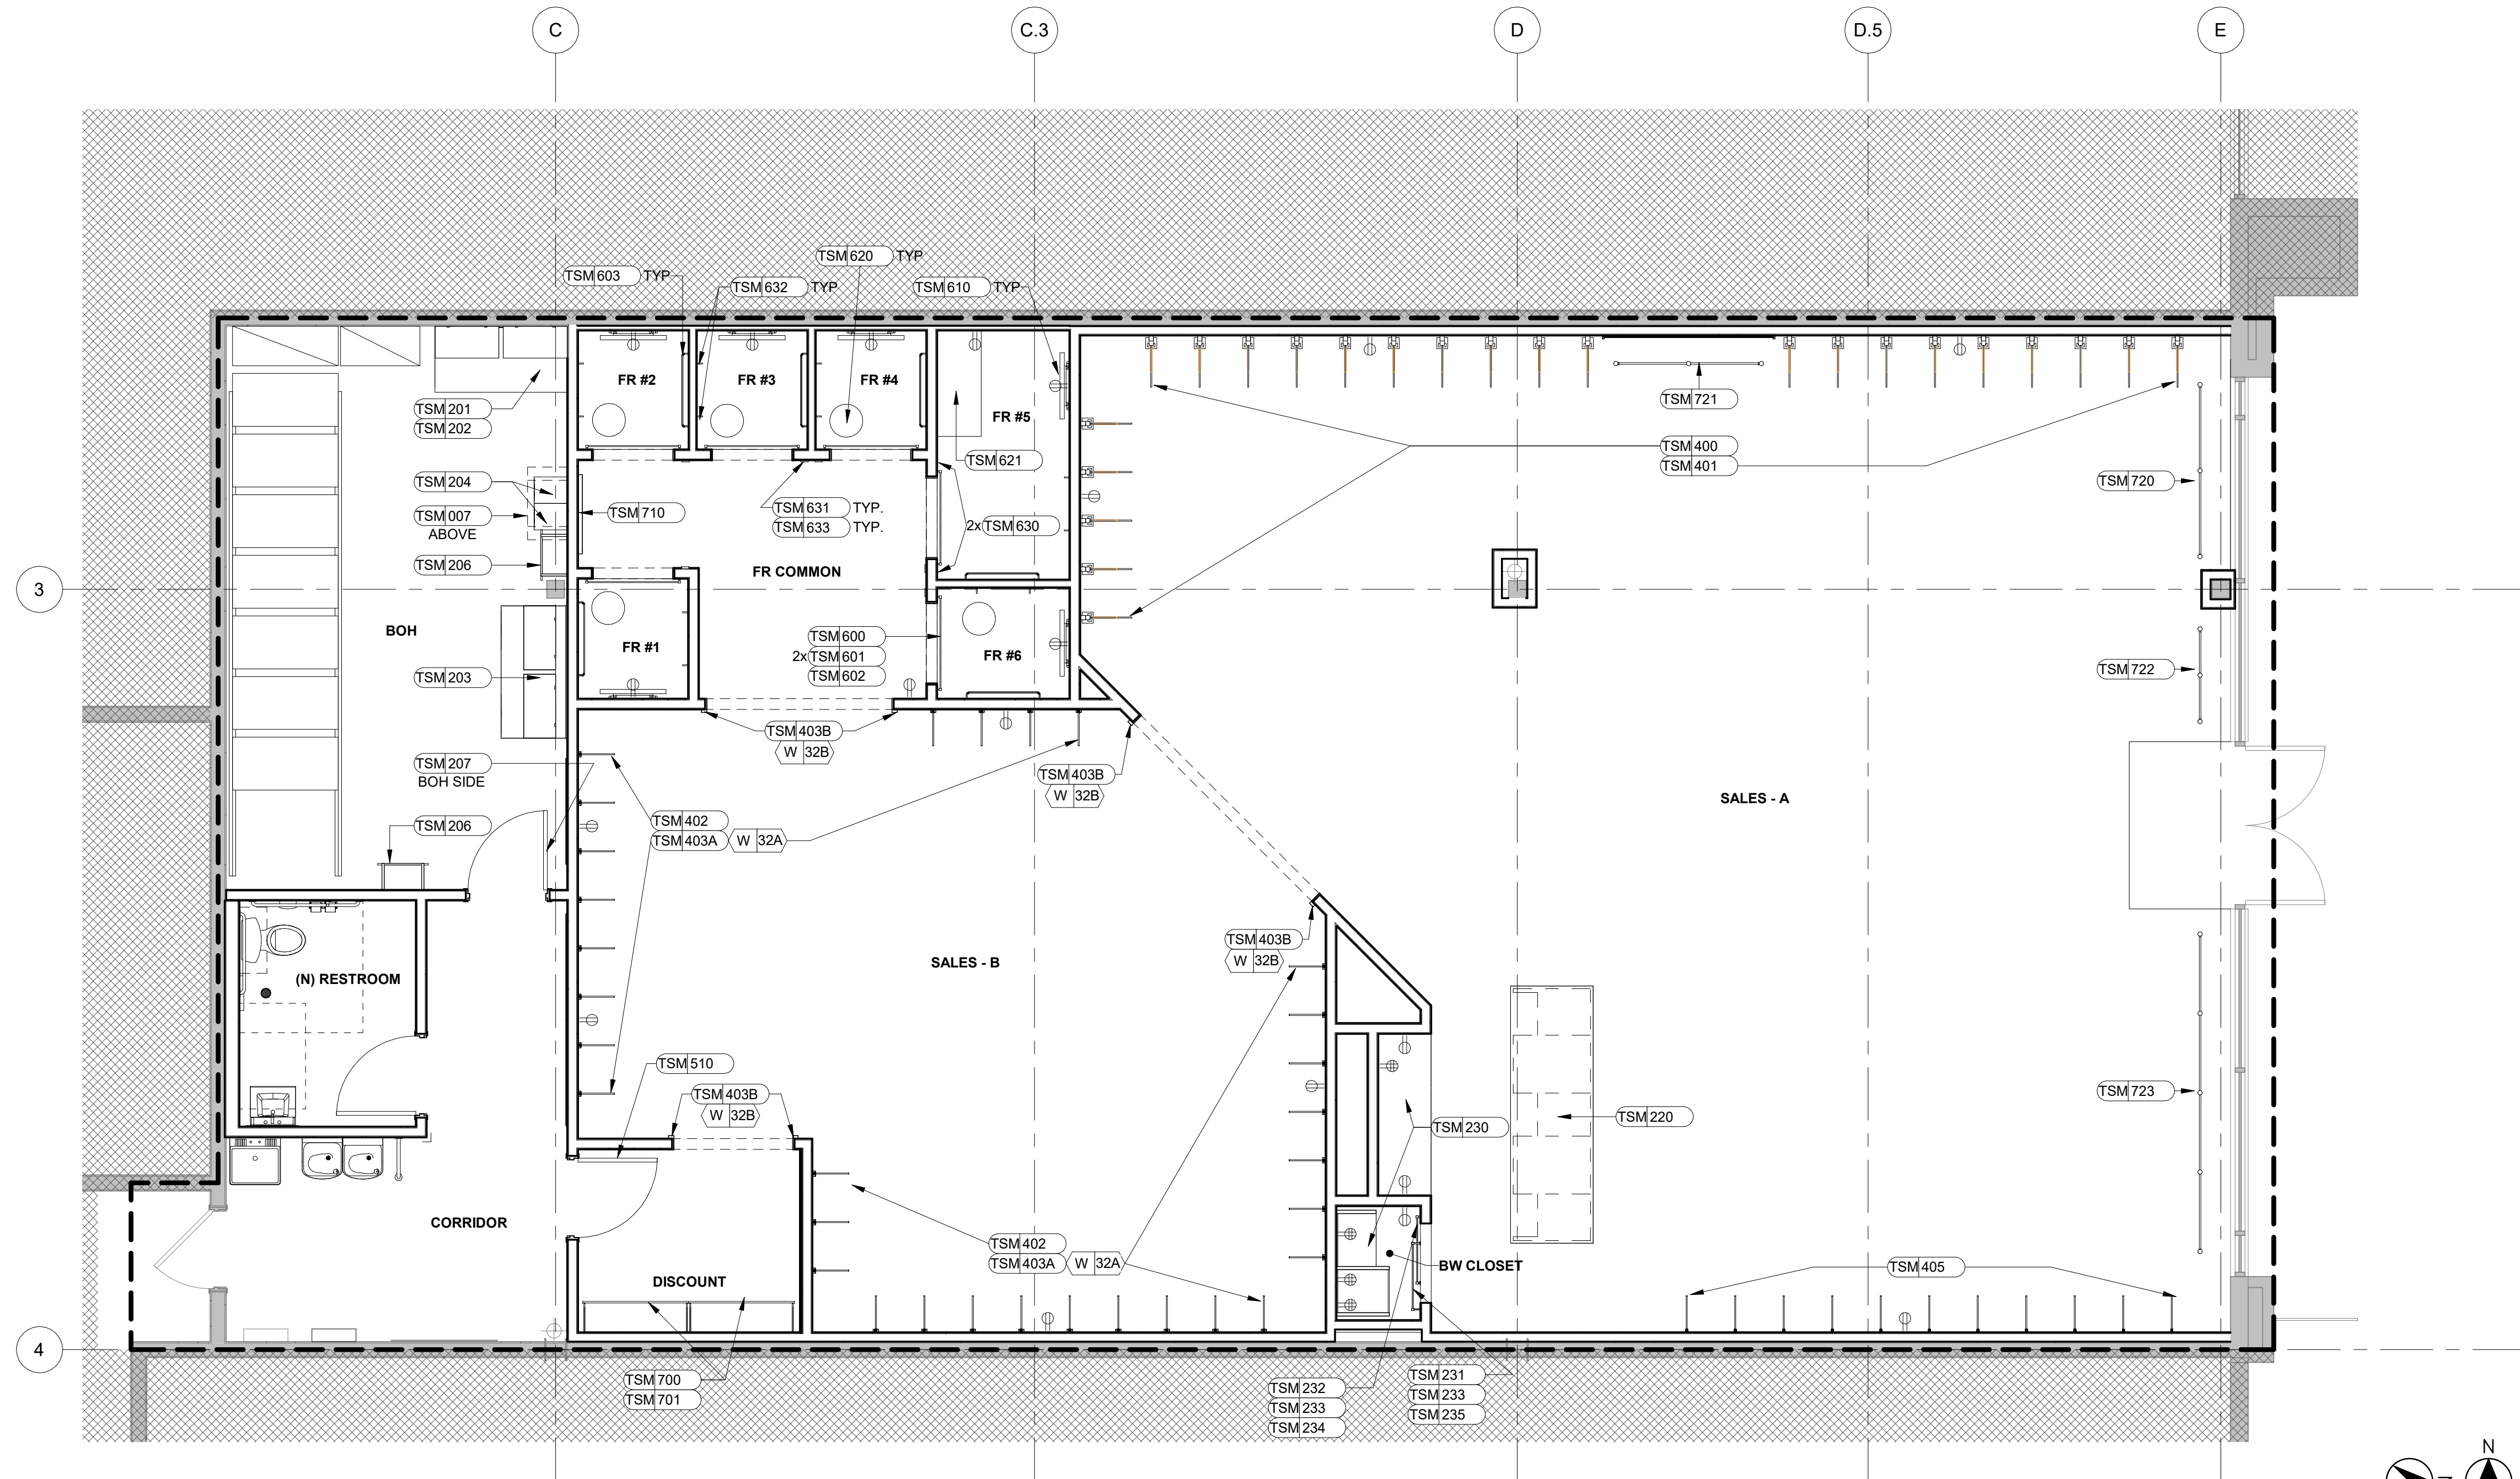 C
C.3
D
D.5
E
TSM 620 TYP
TSM 603 TYP
TSM 632 TYP
TSM 610 TYP
FR #2
FR #3
FR #4
FR #5
TSM 201
TSM 202
TSM 721
TSM 400
TSM 401
TSM 621
TSM 204
TSM 720
TSM 007
ABOVE
TSM 710
TSM 631 TYP.
TSM 633 TYP.
2x TSM 630
TSM 206
FR COMMON
3
BOH
TSM 600
2x TSM 601
TSM 602
FR #1
FR #6
TSM 203
TSM 722
TSM 403B
W 32B
TSM 207
BOH SIDE
TSM 403B
W 32B
SALES - A
TSM 206
TSM 402
TSM 403A W 32A
TSM 403B
W 32B
SALES - B
(N) RESTROOM
TSM 510
TSM 403B
W 32B
TSM 723
TSM 230
TSM 220
CORRIDOR
TSM 402
TSM 403A W 32A
BW CLOSET
TSM 405
DISCOUNT
4
TSM 700
TSM 701
TSM 232
TSM 233
TSM 234
TSM 231
TSM 233
TSM 235
N